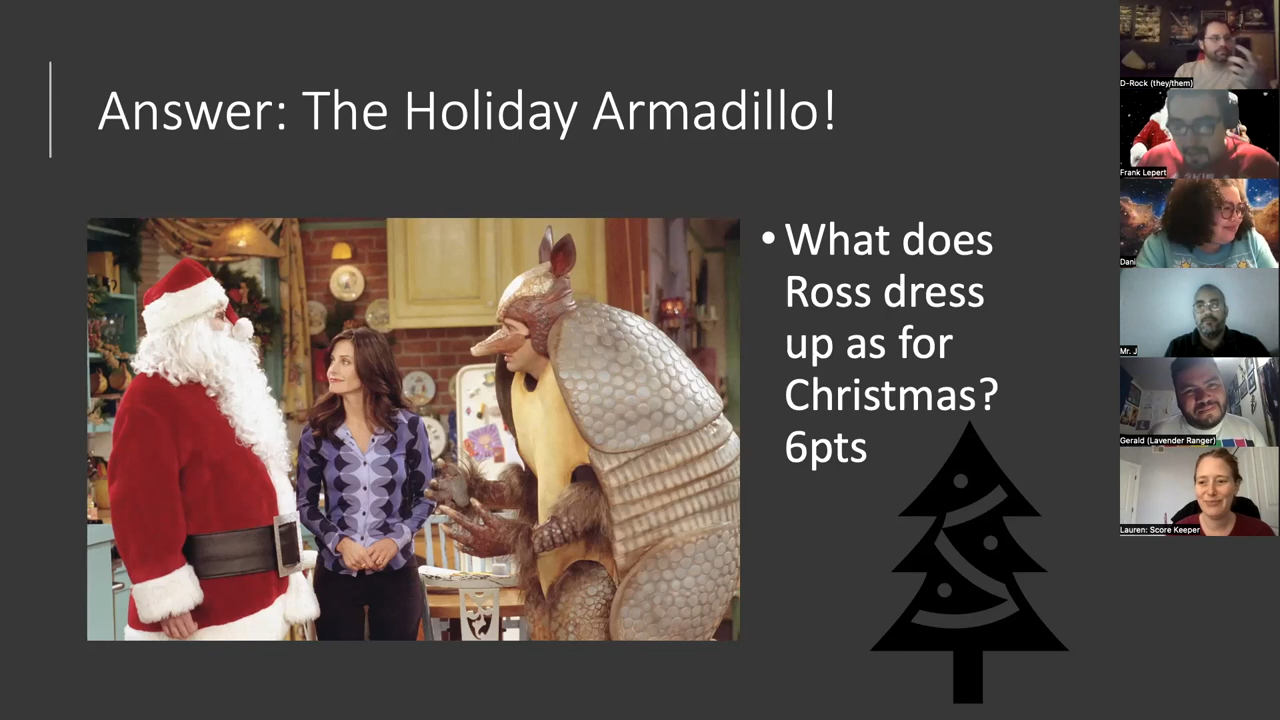 Answer: The Holiday Armadillo!
• What does
Ross dress
up as for
Christmas?
6pts
D-Rock (they/them)
Frank Lepert
Dani
Mr. J
Gerald (Lavender Ranger)
Lauren: Score Keeper